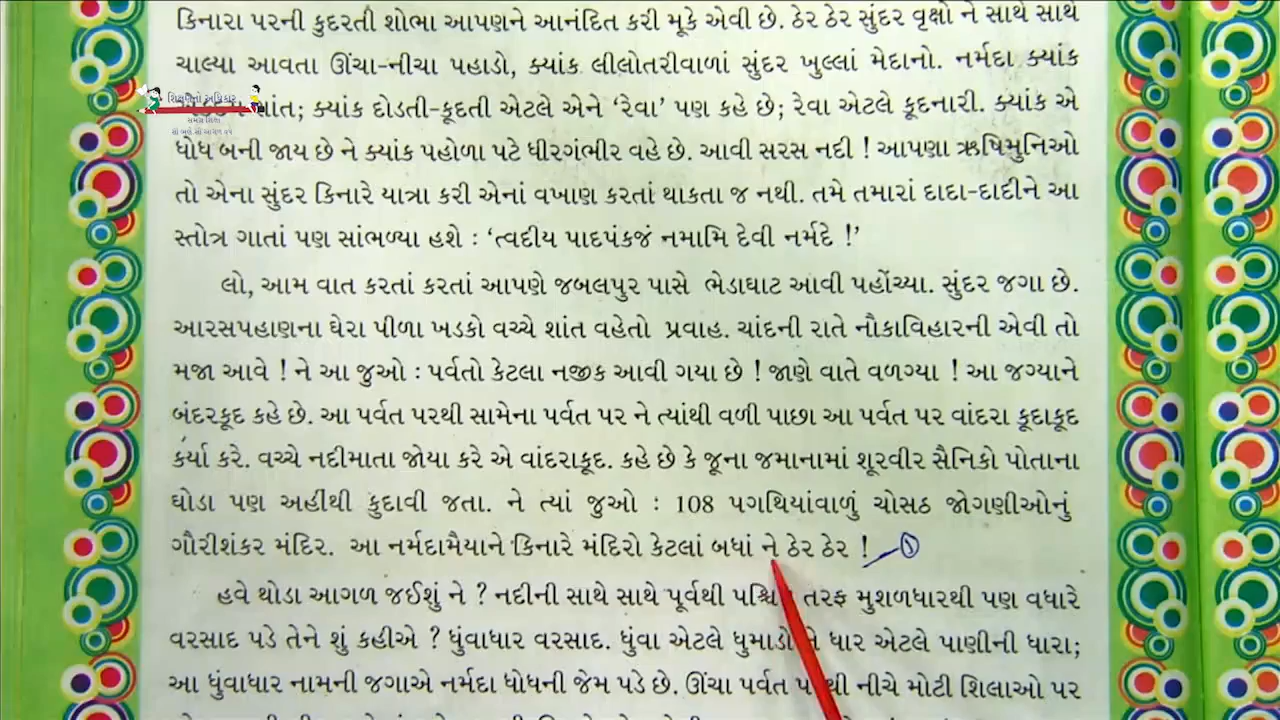 કિનારા પરની કુદરતી શોભા આપણને આનંદિત કરી મૂકે એવી છે. ઠેર ઠેર સુંદર વૃક્ષો ને સાથે સાથે
ચાલ્યા આવતા ઊંચા-નીચા પહાડો, ક્યાંક લીલોતરીવાળાં સુંદર ખુલ્લાં મેદાનો. નર્મદા ક્યાંક
શાંત; ક્યાંક દોડતી-કૂદતી એટલે એને ‘રેવા’ પણ કહે છે; રેવા એટલે કૂદનારી. ક્યાંક એ
ધોધ બની જાય છે ને ક્યાંક પહોળા પટે ધીરગંભીર વહે છે. આવી સરસ નદી ! આપણા ઋષિમુનિઓ
તો એના સુંદર કિનારે યાત્રા કરી એનાં વખાણ કરતાં થાકતા જ નથી. તમે તમારાં દાદા-દાદીને આ
સ્તોત્ર ગાતાં પણ સાંભળ્યા હશે : ‘ત્વદીય પાદપંકજં નમામિ દેવી નર્મદે !’
લો, આમ વાત કરતાં કરતાં આપણે જબલપુર પાસે ભેડાઘાટ આવી પહોંચ્યા. સુંદર જગા છે.
આરસપહાણના ઘેરા પીળા ખડકો વચ્ચે શાંત વહેતો પ્રવાહ. ચાંદની રાતે નૌકાવિહારની એવી તો
મજા આવે ! ને આ જુઓ : પર્વતો કેટલા નજીક આવી ગયા છે ! જાણે વાતે વળગ્યા ! આ જગ્યાને
બંદરકૂદ કહે છે. આ પર્વત પરથી સામેના પર્વત પર ને ત્યાંથી વળી પાછા આ પર્વત પર વાંદરા કૂદાકૂદ
કર્યા કરે. વચ્ચે નદીમાતા જોયા કરે એ વાંદરાકૂદ. કહે છે કે જૂના જમાનામાં શૂરવીર સૈનિકો પોતાના
ઘોડા પણ અહીંથી કુદાવી જતા. ને ત્યાં જુઓ : 108 પગથિયાંવાળું ચોસઠ જોગણીઓનું
ગૌરીશંકર મંદિર. આ નર્મદામૈયાને કિનારે મંદિરો કેટલાં બધાં ને ઠેર ઠેર !
હવે થોડા આગળ જઈશું ને ? નદીની સાથે સાથે પૂર્વથી તરફ મુશળધારથી પણ વધારે
વરસાદ પડે તેને શું કહીએ ? ધુંવાધાર વરસાદ. ધુંવા એટલે ધુમાડો ને ધાર એટલે પાણીની ધારા;
આ ધુંવાધાર નામની જગાએ નર્મદા ધોધની જેમ પડે છે. ઊંચા પર્વત નીચે મોટી શિલાઓ પર
શિક્ષણનો અધિકાર
સમગ્ર શિક્ષા